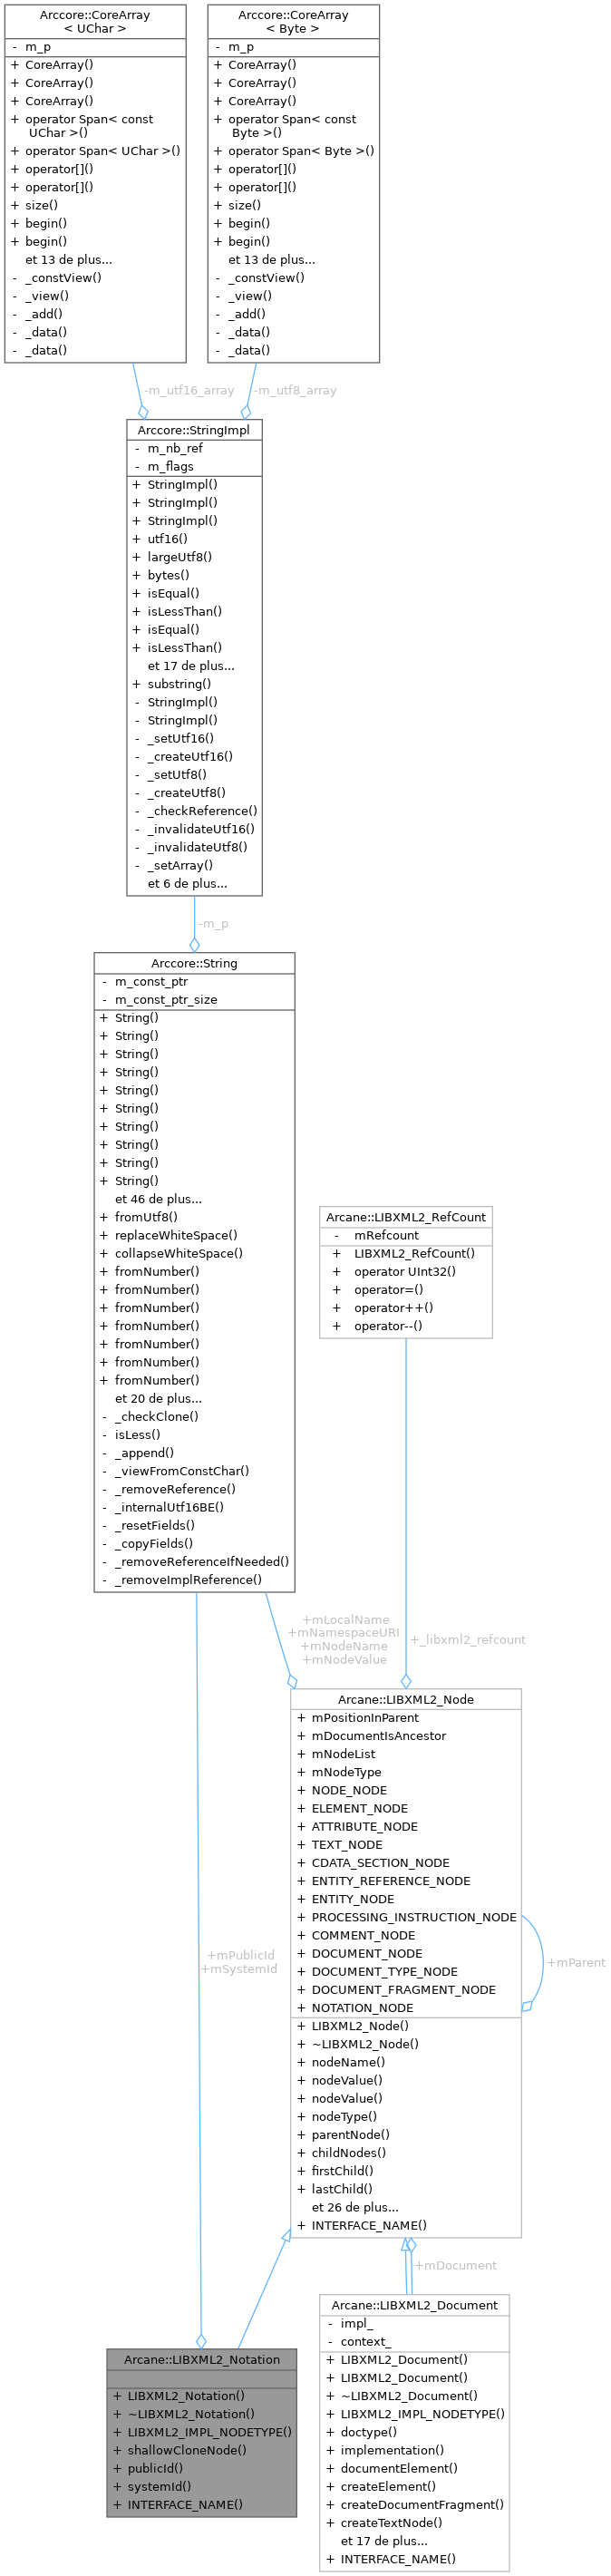 Arccore::CoreArray
< UChar >
- m_p
+ CoreArray()
+ CoreArray()
+ CoreArray()
+ operator Span< const
UChar >()
+ operator Span< UChar >()
+ operator[]()
+ operator[]()
+ size()
+ begin()
+ begin()
et 13 de plus...
- _constView()
- _view()
- _add()
- _data()
- _data()
Arccore::CoreArray
< Byte >
- m_p
+ CoreArray()
+ CoreArray()
+ CoreArray()
+ operator Span< const
Byte >()
+ operator Span< Byte >()
+ operator[]()
+ operator[]()
+ size()
+ begin()
+ begin()
et 13 de plus...
- _constView()
- _view()
- _add()
- _data()
- _data()
-m_utf16_array
-m_utf8_array
Arccore::StringImpl
- m_nb_ref
- m_flags
+ StringImpl()
+ StringImpl()
+ StringImpl()
+ utf16()
+ largeUtf8()
+ bytes()
+ isEqual()
+ isLessThan()
+ isEqual()
+ isLessThan()
et 17 de plus...
+ substring()
- StringImpl()
- StringImpl()
- _setUtf16()
- _createUtf16()
- _setUtf8()
- _createUtf8()
- _checkReference()
- _invalidateUtf16()
- _invalidateUtf8()
- _setArray()
et 6 de plus...
-m_p
Arccore::String
- m_const_ptr
- m_const_ptr_size
+ String()
+ String()
+ String()
+ String()
+ String()
+ String()
+ String()
+ String()
+ String()
+ String()
et 46 de plus...
+ fromUtf8()
+ replaceWhiteSpace()
+ collapseWhiteSpace()
+ fromNumber()
+ fromNumber()
+ fromNumber()
+ fromNumber()
+ fromNumber()
+ fromNumber()
+ fromNumber()
et 20 de plus...
- _checkClone()
- isLess()
- _append()
- _viewFromConstChar()
- _removeReference()
- _internalUtf16BE()
- _resetFields()
- _copyFields()
- _removeReferenceIfNeeded()
- _removeImplReference()
Arcane::LIBXML2_RefCount
- mRefcount
+ LIBXML2_RefCount()
+ operator UInt32()
+ operator=()
+ operator++()
+ operator--()
+mLocalName
+mNamespaceURI
+mNodeName
+mNodeValue
+_libxml2_refcount
Arcane::LIBXML2_Node
+ mPositionInParent
+ mDocumentIsAncestor
+ mNodeList
+ mNodeType
+ NODE_NODE
+ ELEMENT_NODE
+ ATTRIBUTE_NODE
+ TEXT_NODE
+ CDATA_SECTION_NODE
+ ENTITY_REFERENCE_NODE
+ ENTITY_NODE
+ PROCESSING_INSTRUCTION_NODE
+ COMMENT_NODE
+ DOCUMENT_NODE
+ DOCUMENT_TYPE_NODE
+ DOCUMENT_FRAGMENT_NODE
+ NOTATION_NODE
+ LIBXML2_Node()
+ ~LIBXML2_Node()
+ nodeName()
+ nodeValue()
+ nodeValue()
+ nodeType()
+ parentNode()
+ childNodes()
+ firstChild()
+ lastChild()
et 26 de plus...
+ INTERFACE_NAME()
+mParent
+mPublicId
+mSystemId
+mDocument
Arcane::LIBXML2_Notation
+ LIBXML2_Notation()
+ ~LIBXML2_Notation()
+ LIBXML2_IMPL_NODETYPE()
+ shallowCloneNode()
+ publicId()
+ systemId()
+ INTERFACE_NAME()
Arcane::LIBXML2_Document
- impl_
- context_
+ LIBXML2_Document()
+ LIBXML2_Document()
+ ~LIBXML2_Document()
+ LIBXML2_IMPL_NODETYPE()
+ doctype()
+ implementation()
+ documentElement()
+ createElement()
+ createDocumentFragment()
+ createTextNode()
et 17 de plus...
+ INTERFACE_NAME()